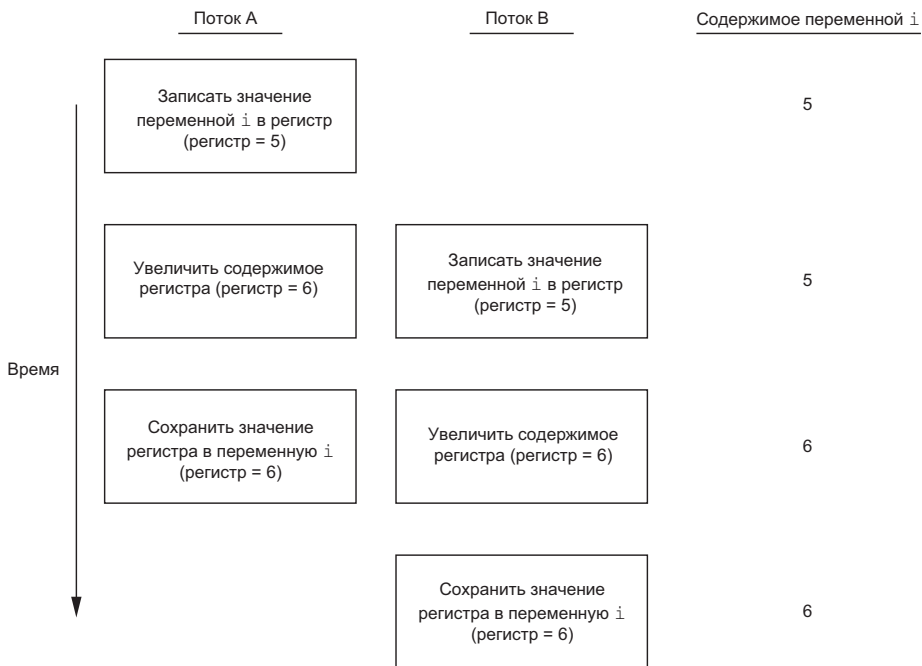 Поток A
Поток B
Содержимое переменной i
Записать значение
переменной i в регистр
(регистр = 5)
5
Увеличить содержимое
регистра (регистр = 6)
Записать значение
переменной i в регистр
(регистр = 5)
5
Время
Сохранить значение
регистра в переменную i
(регистр = 6)
Увеличить содержимое
регистра (регистр = 6)
6
Сохранить значение
регистра в переменную i
(регистр = 6)
6